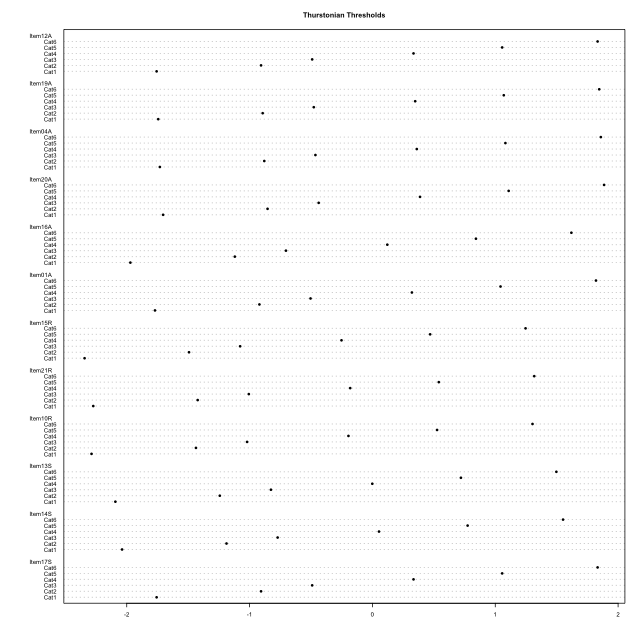 Thurstonian Thresholds
Item12A
Cat6
Cat5
Cat4
Cat3
Cat2
Cat1
Item19A
Cat6
Cat5
Cat4
Cat3
Cat2
Cat1
Item04A
Cat6
Cat5
Cat4
Cat3
Cat2
Cat1
Item20A
Cat6
Cat5
Cat4
Cat3
Cat2
Cat1
Item16A
Cat6
Cat5
Cat4
Cat3
Cat2
Cat1
Item01A
Cat6
Cat5
Cat4
Cat3
Cat2
Cat1
Item15R
Cat6
Cat5
Cat4
Cat3
Cat2
Cat1
Item21R
Cat6
Cat5
Cat4
Cat3
Cat2
Cat1
Item10R
Cat6
Cat5
Cat4
Cat3
Cat2
Cat1
Item13S
Cat6
Cat5
Cat4
Cat3
Cat2
Cat1
Item14S
Cat6
Cat5
Cat4
Cat3
Cat2
Cat1
Item17S
Cat6
Cat5
Cat4
Cat3
Cat2
Cat1
-2 -1 0 1 2